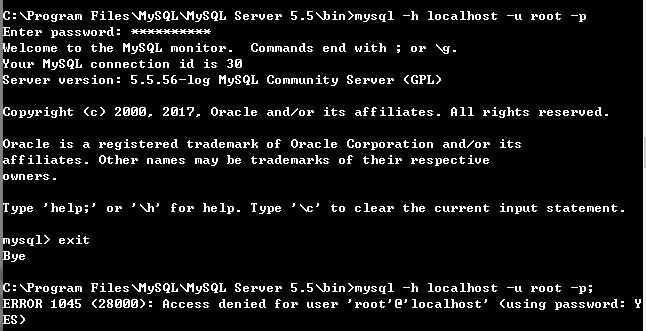 C:\Program Files\MySQL\MySQL Server 5.5\bin>mysql -h localhost -u root -p
Enter password: **********
Welcome to the MySQL monitor.  Commands end with ; or \g.
Your MySQL connection id is 30
Server version: 5.5.56-log MySQL Community Server (GPL)

Copyright (c) 2000, 2017, Oracle and/or its affiliates. All rights reserved.

Oracle is a registered trademark of Oracle Corporation and/or its
affiliates. Other names may be trademarks of their respective
owners.

Type 'help;' or '\h' for help. Type '\c' to clear the current input statement.

mysql> exit
Bye

C:\Program Files\MySQL\MySQL Server 5.5\bin>mysql -h localhost -u root -p;
ERROR 1045 (28000): Access denied for user 'root'@'localhost' (using password: Y
ES)